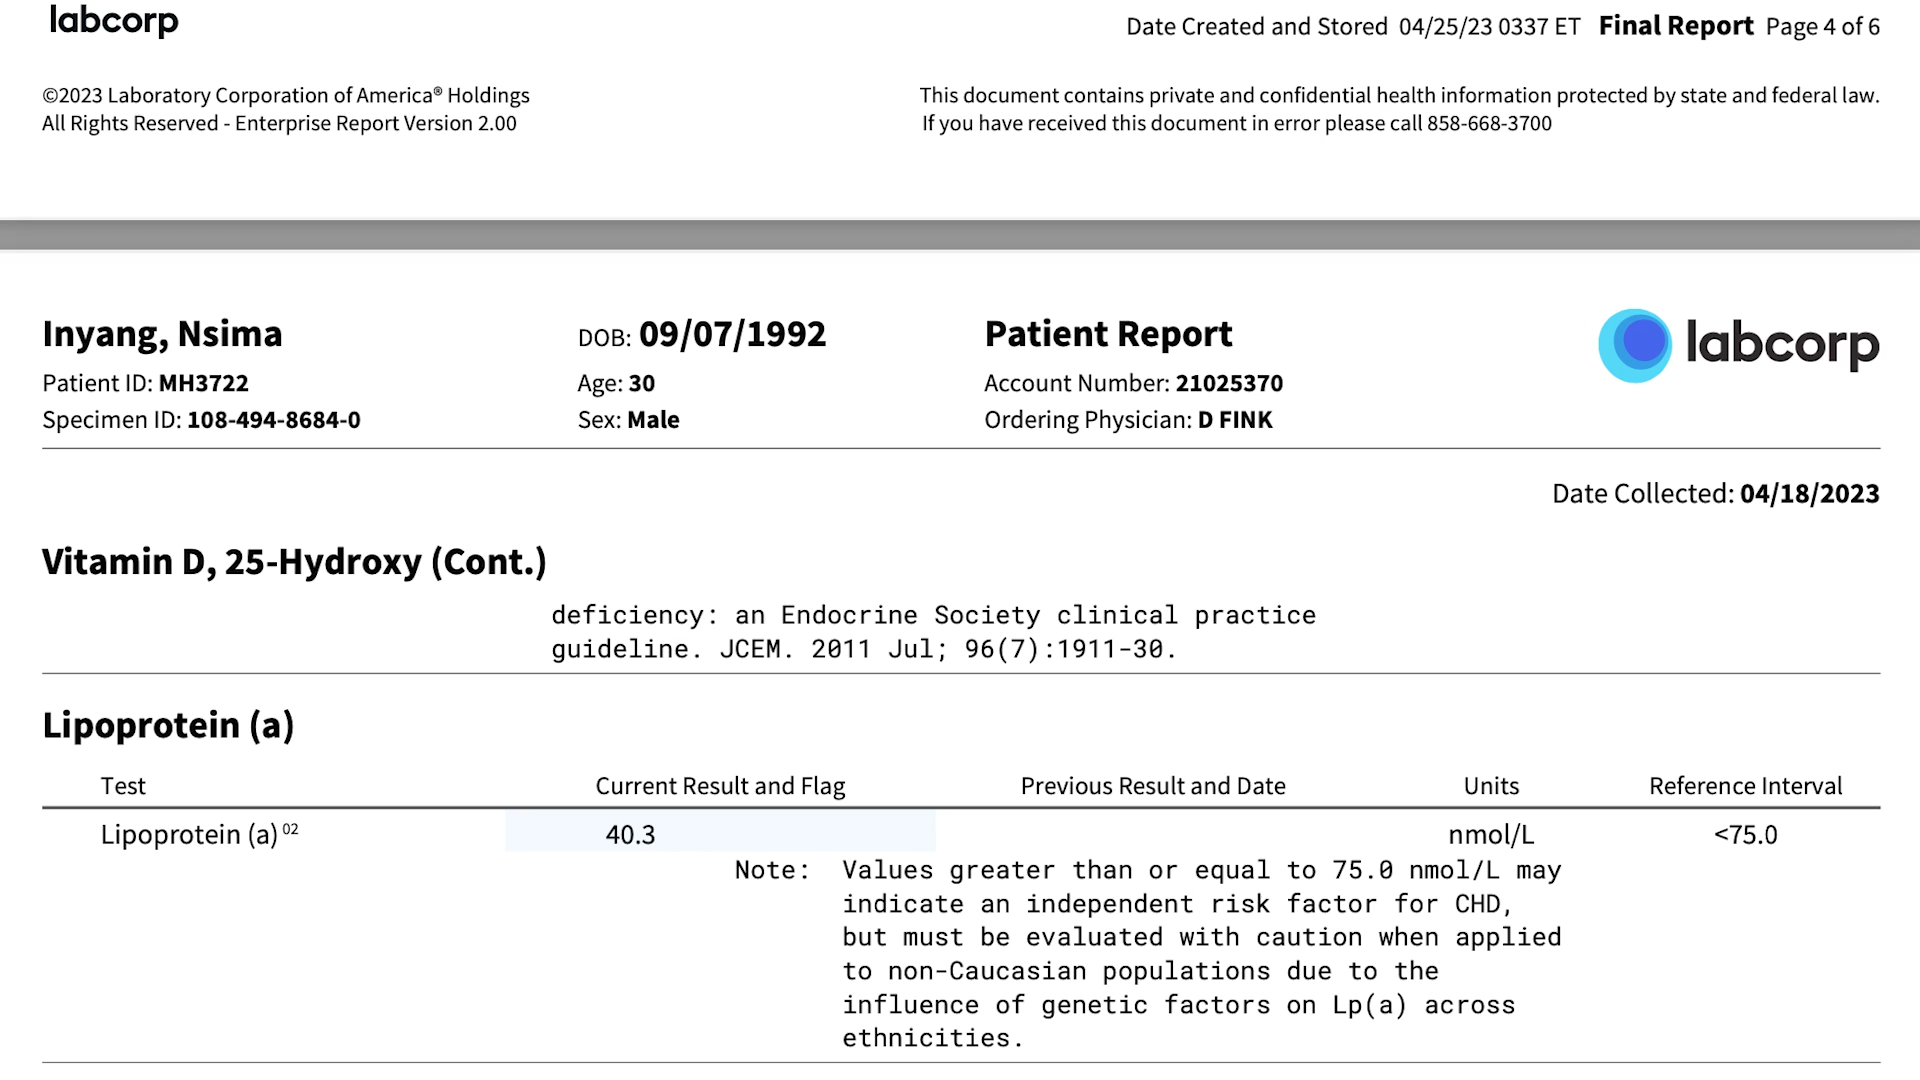 labcorp
Date Created and Stored 04/25/23 0337 ET Final Report Page 4 of 6
©2023 Laboratory Corporation of America® Holdings
All Rights Reserved - Enterprise Report Version 2.00
This document contains private and confidential health information protected by state and federal law.
If you have received this document in error please call 858-668-3700
Inyang, Nsima
Patient ID: MH3722
Specimen ID: 108-494-8684-0
DOB: 09/07/1992
Age: 30
Sex: Male
Patient Report
Account Number: 21025370
Ordering Physician: D FINK
labcorp
Date Collected: 04/18/2023
Vitamin D, 25-Hydroxy (Cont.)
deficiency: an Endocrine Society clinical practice
guideline. JCEM. 2011 Jul; 96(7):1911-30.
Lipoprotein (a)
Test Current Result and Flag Previous Result and Date Units Reference Interval
Lipoprotein (a) 02 40.3 nmol/L <75.0
Note: Values greater than or equal to 75.0 nmol/L may
indicate an independent risk factor for CHD,
but must be evaluated with caution when applied
to non-Caucasian populations due to the
influence of genetic factors on Lp(a) across
ethnicities.